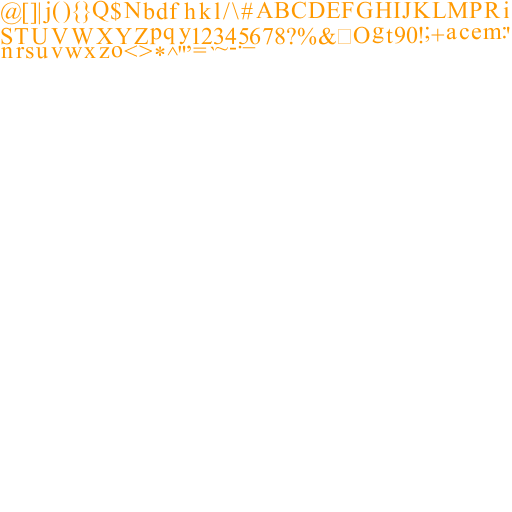 @[]|j(){}Q$Nbdfhkl/\#ABCDEFGHIJKLMPRi
STUVWXYZpqy12345678?%&□Ogt90!;+acem:'
nrsuvwxzo<>*^"'=`~-.—